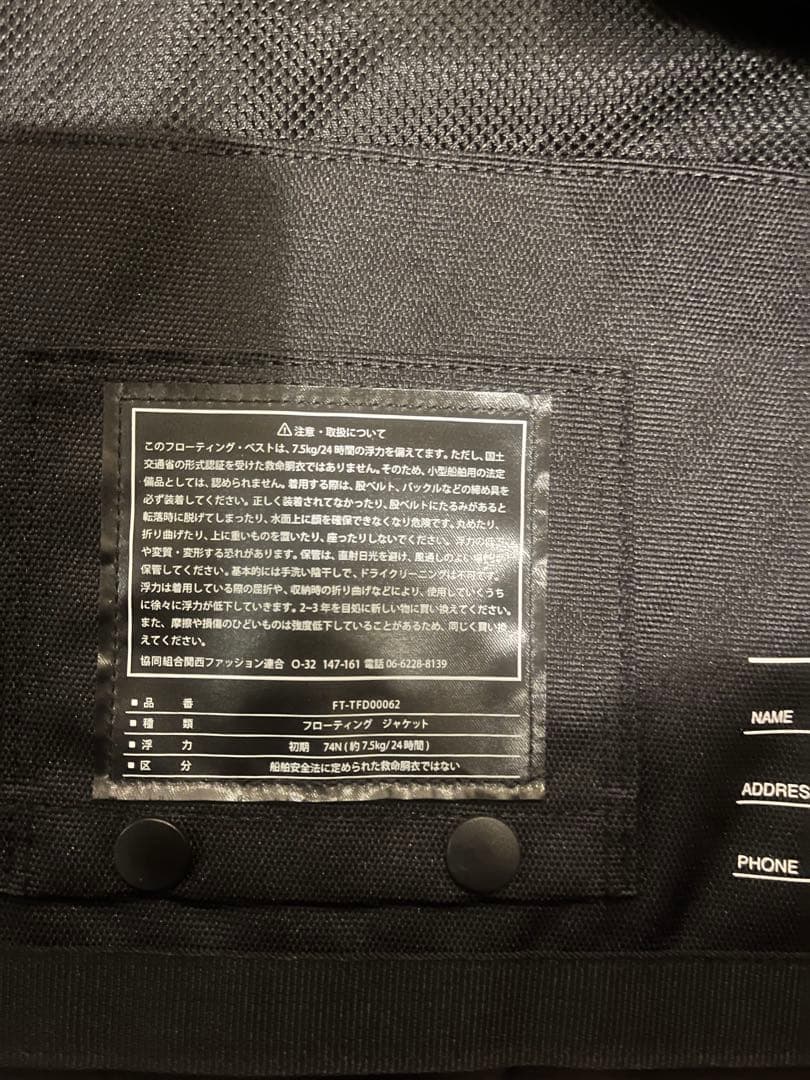 ⚠注意・取扱について
このフローティング・ベストは、7.5kg/24時間の浮力を備えてます。ただし、国土
交通省の形式認証を受けた救命胴衣ではありません。そのため、小型船舶用の法定
備品としては、認められません。着用する際は、股ベルト、バックルなどの締め具を
必ず装着してください。正しく装着されてなかったり、股ベルトにたるみがあると
転落時に脱げてしまったり、水面上に顔を確保できなくなり危険です。丸めたり、
折り曲げたり、上に重いものを置いたり、座ったりしないでください。浮力の低下
や変質・変形する恐れがあります。保管は、直射日光を避け、風通しのよい
保管してください。基本的には手洗い陰干しで、ドライクリーニングは不可です。
浮力は着用している際の屈折や、収納時の折り曲げなどにより、使用していくうち
に徐々に浮力が低下していきます。2~3年を目処に新しい物に買い換えてください。
また、摩擦や損傷のひどいものは強度低下していることがあるため、同じく買い換
えてください。
協同組合関西ファッション連合 O-32 147-161 電話 06-6228-8139
■品 番 FT-TFD00062
■種 類 フローティング ジャケット
■浮 力 初期 74N(約7.5kg/24時間)
■区 分 船舶安全法に定められた救命胴衣ではない
NAME
ADDRES
PHONE